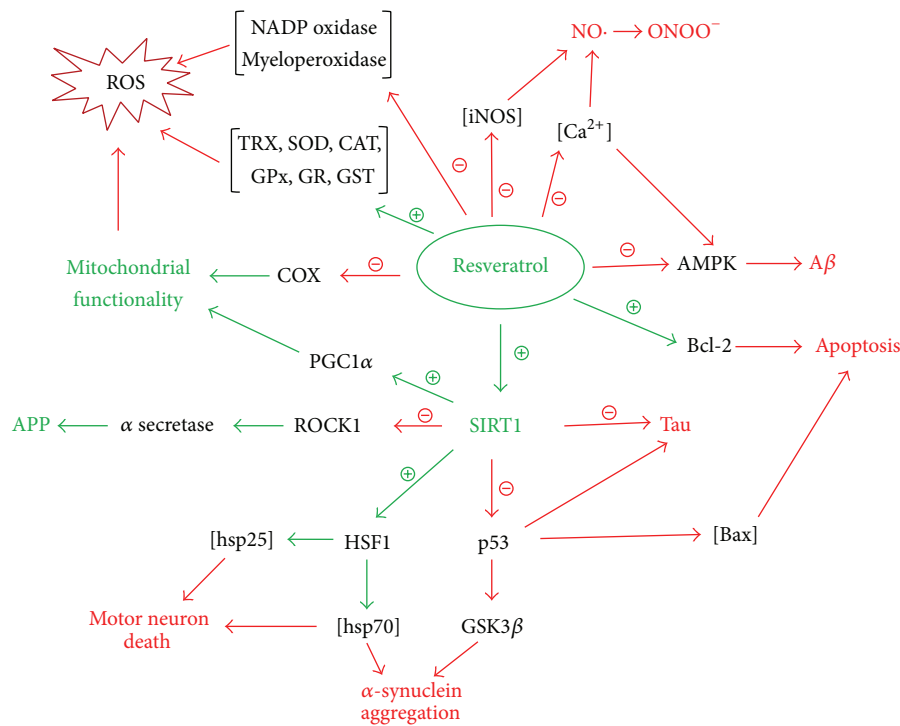 NADP oxidase
Myeloperoxidase
NO· → ONOO⁻
ROS
[iNOS]
[Ca²⁺]
TRX, SOD, CAT,
GPx, GR, GST
⊖
⊖
⊖
⊕
Mitochondrial
functionality
COX
⊖
Resveratrol
⊖
AMPK
Aβ
⊕
Bcl-2
Apoptosis
⊕
PGC1α
⊕
APP
α secretase
ROCK1
⊖
SIRT1
⊖
Tau
⊕
⊖
[hsp25]
HSF1
p53
[Bax]
Motor neuron
death
[hsp70]
GSK3β
α-synuclein
aggregation